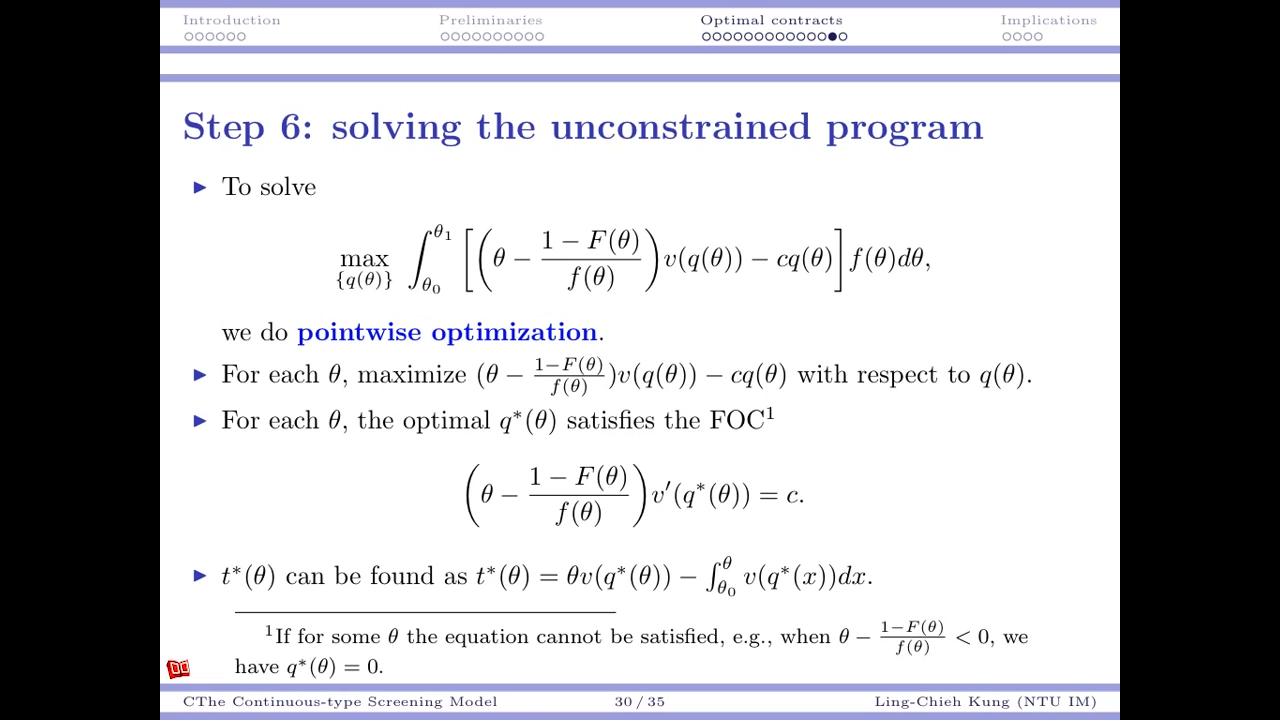 Introduction Preliminaries Optimal contracts Implications
Step 6: solving the unconstrained program
► To solve
max_{q(θ)} ∫_{θ₀}^{θ₁} [(θ − (1 − F(θ))/f(θ)) v(q(θ)) − cq(θ)] f(θ)dθ,
we do pointwise optimization.
► For each θ, maximize (θ − (1−F(θ))/f(θ))v(q(θ)) − cq(θ) with respect to q(θ).
► For each θ, the optimal q*(θ) satisfies the FOC¹
(θ − (1 − F(θ))/f(θ)) v′(q*(θ)) = c.
► t*(θ) can be found as t*(θ) = θv(q*(θ)) − ∫_{θ₀}^{θ} v(q*(x))dx.
¹If for some θ the equation cannot be satisfied, e.g., when θ − (1−F(θ))/f(θ) < 0, we
have q*(θ) = 0.
CThe Continuous-type Screening Model 30 / 35 Ling-Chieh Kung (NTU IM)